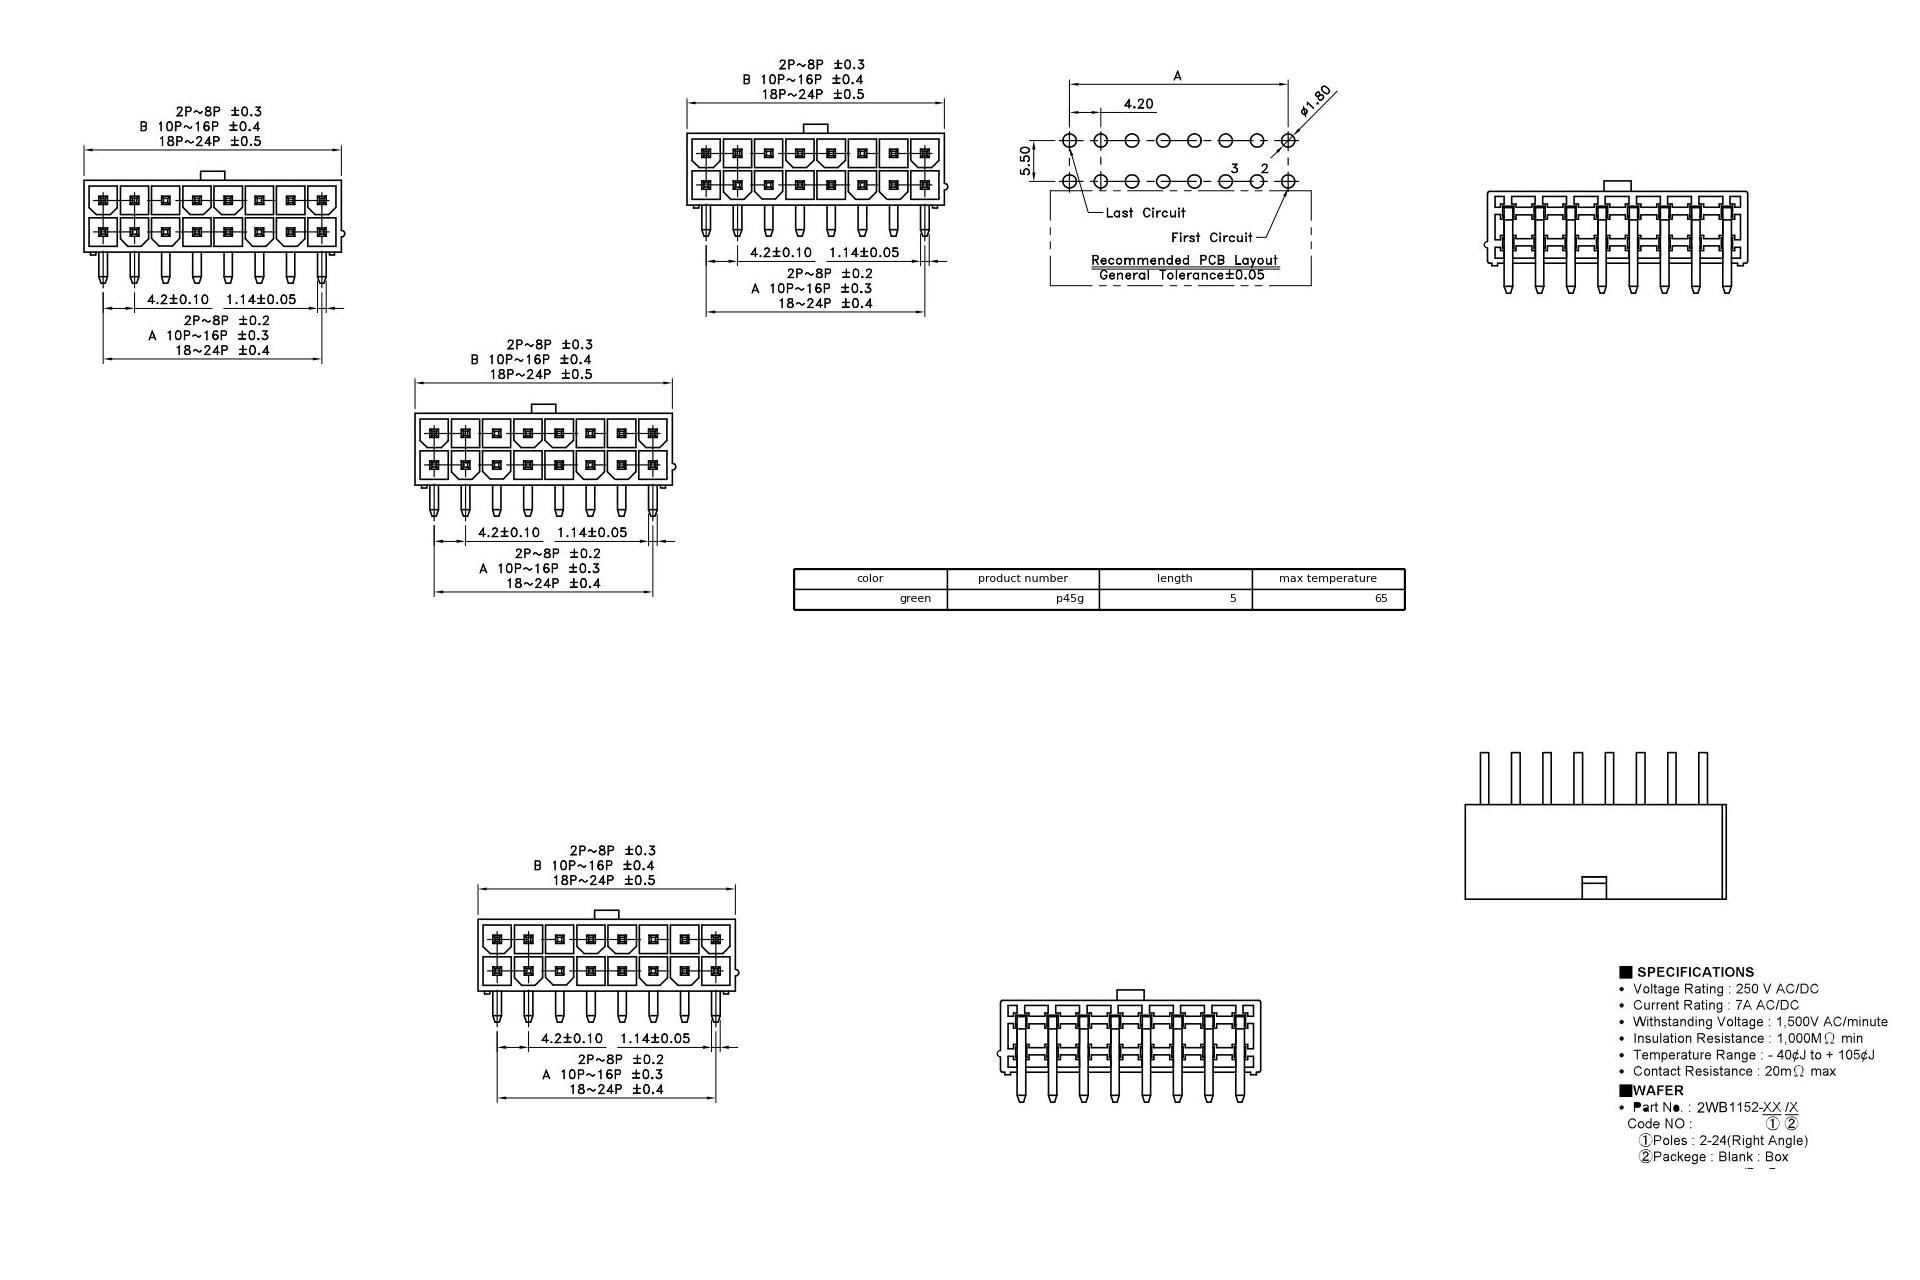 2P~8P ±0.3
B 10P~16P ±0.4
18P~24P ±0.5
4.2±0.10 1.14±0.05
2P~8P ±0.2
A 10P~16P ±0.3
18~24P ±0.4
2P~8P ±0.3
B 10P~16P ±0.4
18P~24P ±0.5
4.2±0.10 1.14±0.05
2P~8P ±0.2
A 10P~16P ±0.3
18~24P ±0.4
A
4.20
ø1.80
5.50
3 2
Last Circuit
First Circuit
Recommended PCB Layout
General Tolerance±0.05
2P~8P ±0.3
B 10P~16P ±0.4
18P~24P ±0.5
4.2±0.10 1.14±0.05
2P~8P ±0.2
A 10P~16P ±0.3
18~24P ±0.4
color product number length max temperature
green p45g 5 65
2P~8P ±0.3
B 10P~16P ±0.4
18P~24P ±0.5
4.2±0.10 1.14±0.05
2P~8P ±0.2
A 10P~16P ±0.3
18~24P ±0.4
■ SPECIFICATIONS
• Voltage Rating : 250 V AC/DC
• Current Rating : 7A AC/DC
• Withstanding Voltage : 1,500V AC/minute
• Insulation Resistance : 1,000MΩ min
• Temperature Range : - 40¢J to + 105¢J
• Contact Resistance : 20mΩ max
■WAFER
• Part No. : 2WB1152-XX /X
Code NO : ① ②
①Poles : 2-24(Right Angle)
②Packege : Blank : Box